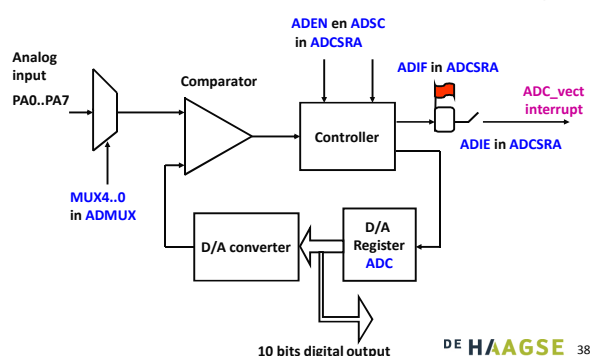 ADEN en ADSC
in ADCSRA
Analog
input
PA0..PA7
Comparator
ADIF in ADCSRA
ADC_vect
interrupt
Controller
ADIE in ADCSRA
MUX4..0
in ADMUX
D/A converter
D/A
Register
ADC
10 bits digital output
DE HAAGSE
38